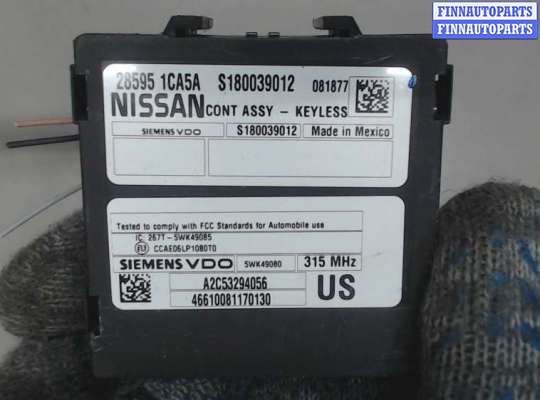 FINNAUTOPARTS
FINNAUTOPARTS
28595 1CA5A S180039012 081877
NISSAN CONT ASSY - KEYLESS
SIEMENS VDO S180039012 Made in Mexico
Tested to comply with FCC Standards for Automobile use
IC: 267T-5WK49085
CCAE06LP1080T0
SIEMENS VDO 5WK49080 315 MHz
A2C53294056 US
46610081170130